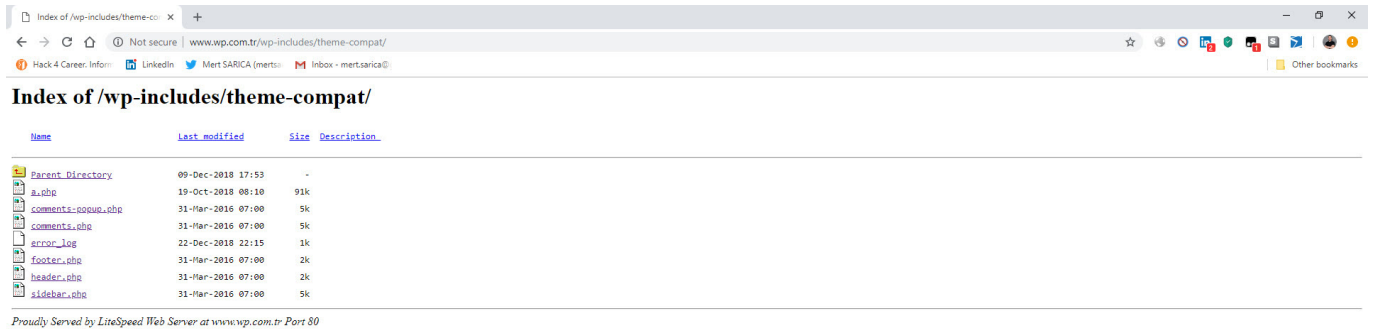 Index of /wp-includes/theme-co
Not secure | www.wp.com.tr/wp-includes/theme-compat/
Hack 4 Career. Inform LinkedIn Mert SARICA (mertsa Inbox - mert.sarica@ Other bookmarks
Index of /wp-includes/theme-compat/
Name Last modified Size Description
Parent Directory 09-Dec-2018 17:53 -
a.php 19-Oct-2018 08:10 91k
comments-popup.php 31-Mar-2016 07:00 5k
comments.php 31-Mar-2016 07:00 5k
error_log 22-Dec-2018 22:15 1k
footer.php 31-Mar-2016 07:00 2k
header.php 31-Mar-2016 07:00 2k
sidebar.php 31-Mar-2016 07:00 5k
Proudly Served by LiteSpeed Web Server at www.wp.com.tr Port 80